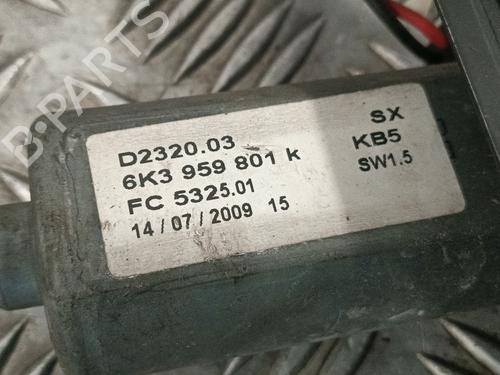 D2320.03
6K3 959 801 k
FC 5325.01
14 / 07 / 2009 15
SX
KB5
SW1.5
B-PARTS